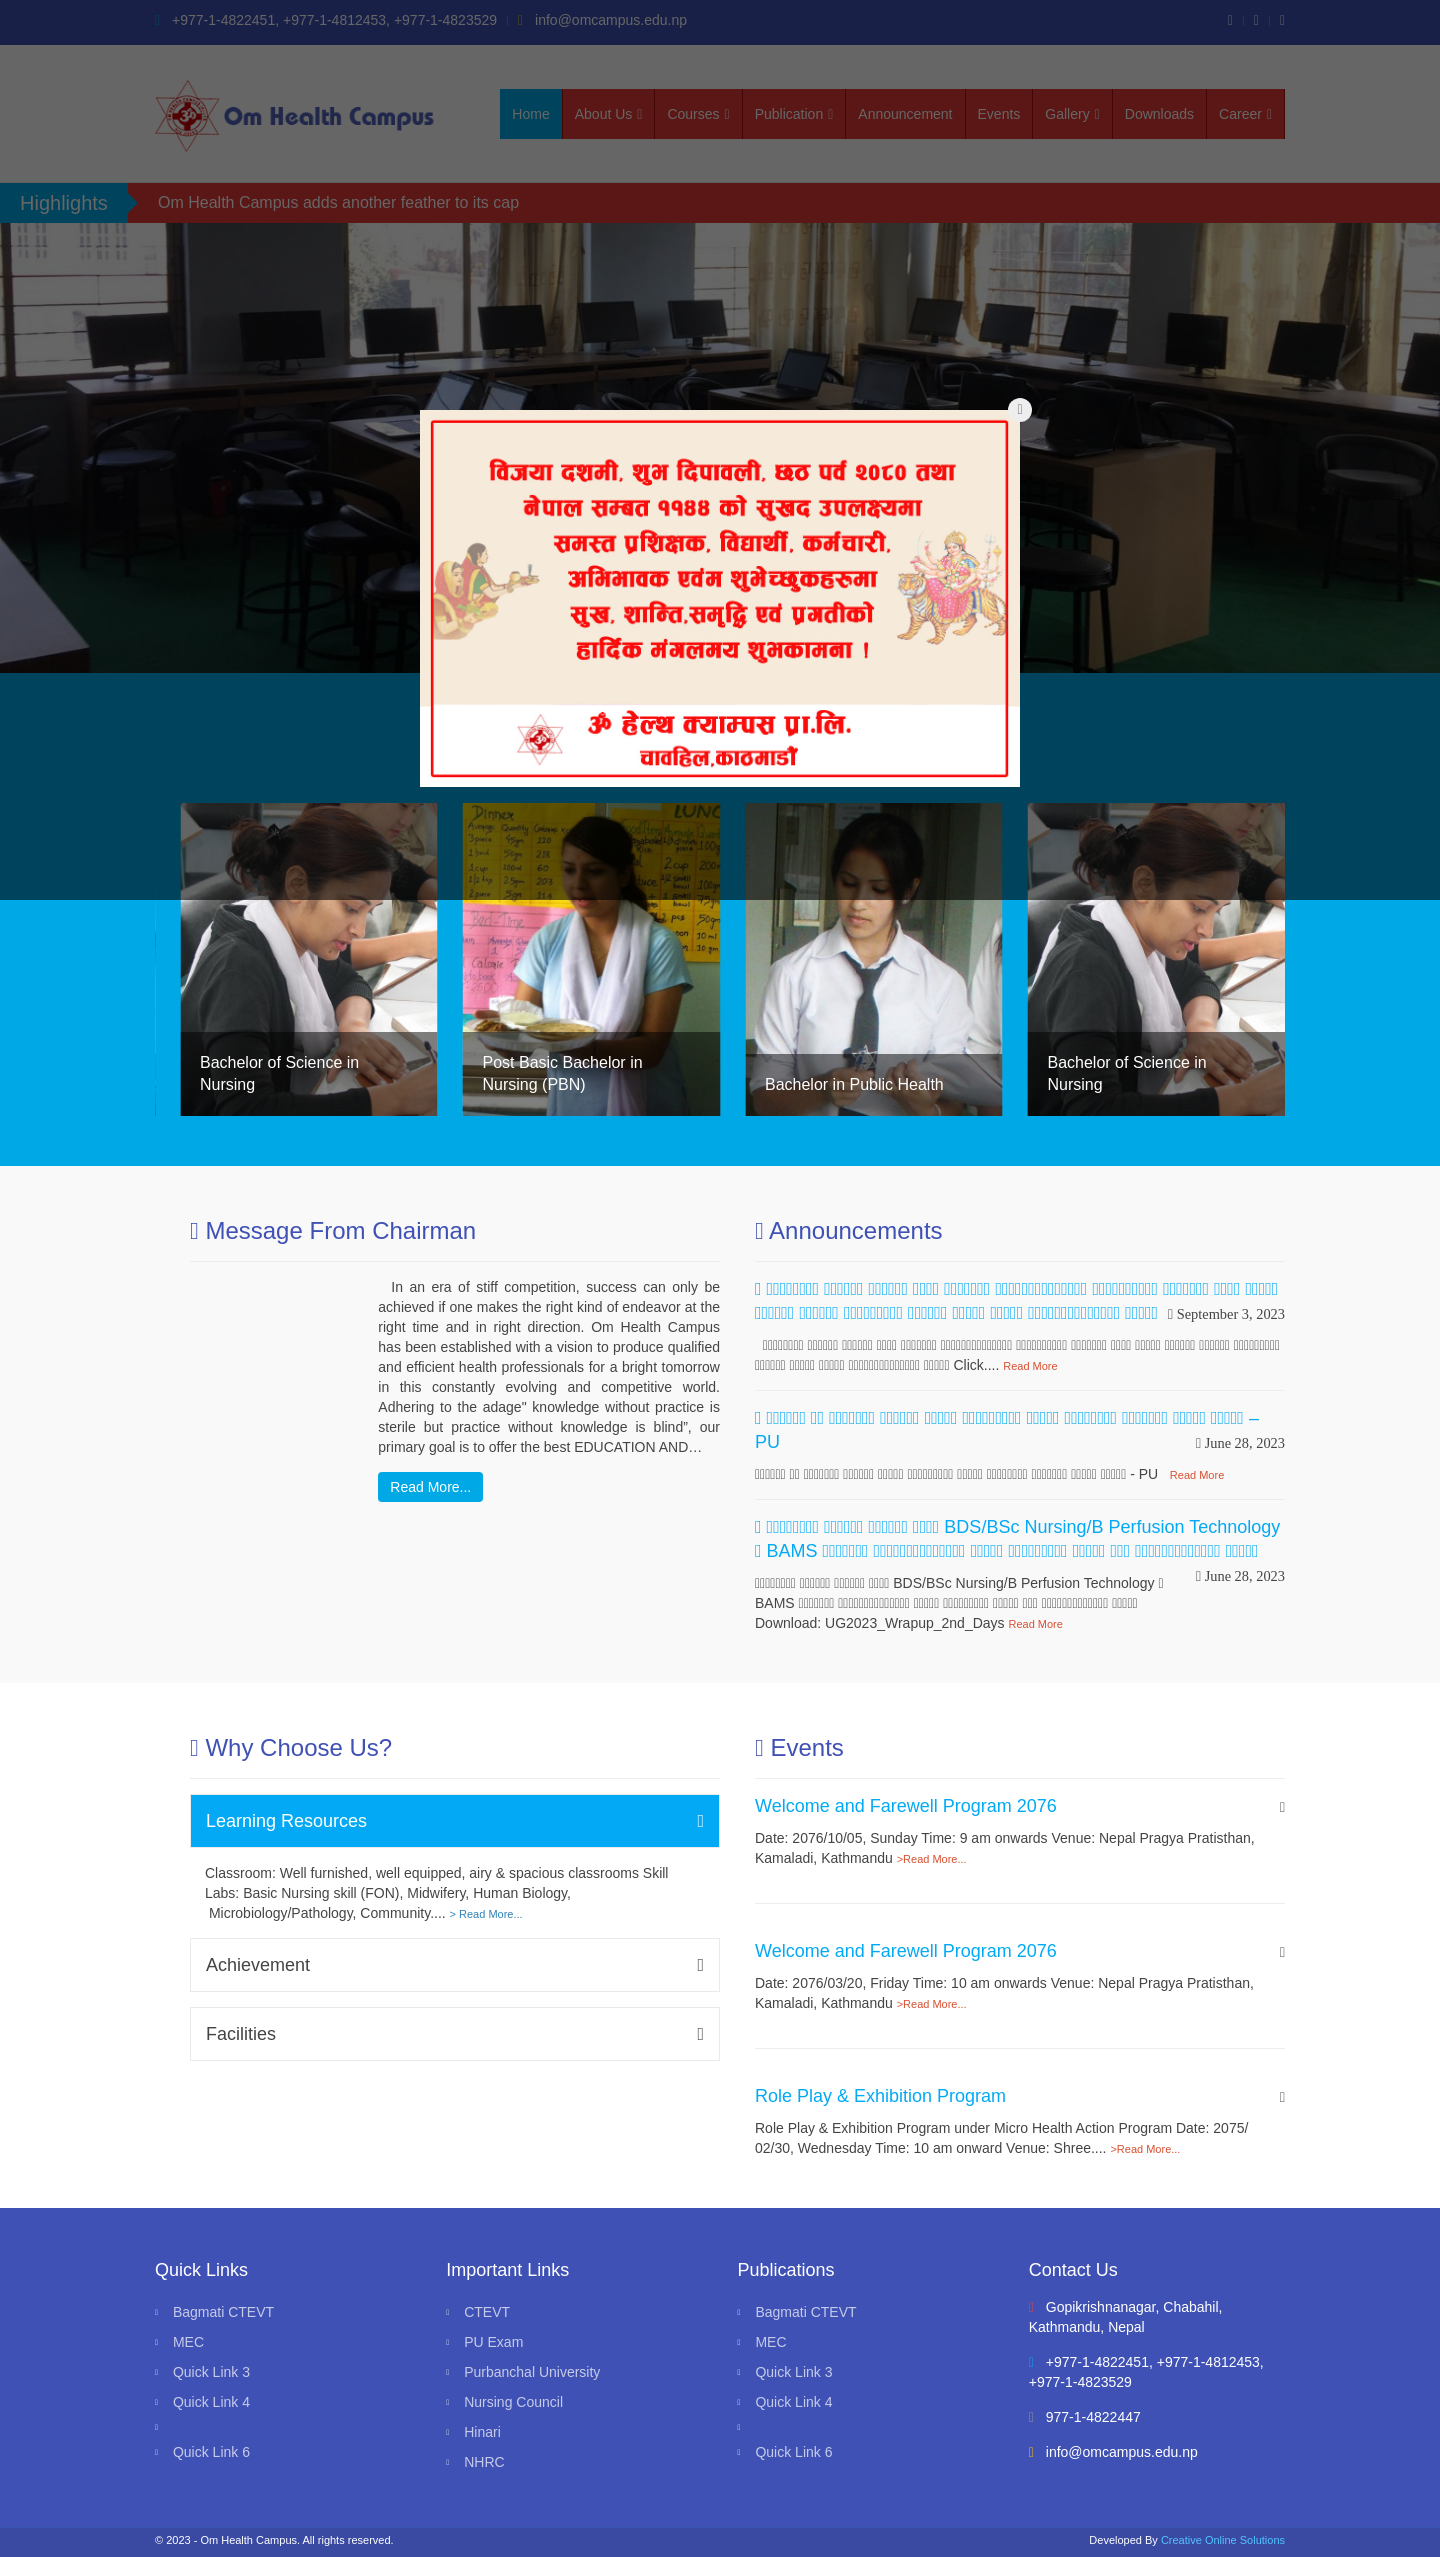 +977-1-4822451, +977-1-4812453, +977-1-4823529 info@omcampus.edu.np
Om Health Campus
Home About Us Courses Publication Announcement Events Gallery Downloads Career
Highlights Om Health Campus adds another feather to its cap
विजया दशमी, शुभ दिपावली, छठ पर्व २०८० तथा
नेपाल सम्बत ११४४ को सुखद उपलक्ष्यमा
समस्त प्रशिक्षक, विद्यार्थी, कर्मचारी,
अभिभावक एवंम शुभेच्छुकहरुमा
सुख, शान्ति,समृद्धि एवं प्रगतीको
हार्दिक मंगलमय शुभकामना !
ॐ हेल्थ क्याम्पस प्रा.लि.
चावहिल,काठमाडौं
Bachelor of Science in
Nursing
Post Basic Bachelor in
Nursing (PBN)
Bachelor in Public Health
Bachelor of Science in
Nursing
Message From Chairman
In an era of stiff competition, success can only be
achieved if one makes the right kind of endeavor at the
right time and in right direction. Om Health Campus
has been established with a vision to produce qualified
and efficient health professionals for a bright tomorrow
in this constantly evolving and competitive world.
Adhering to the adage" knowledge without practice is
sterile but practice without knowledge is blind”, our
primary goal is to offer the best EDUCATION AND…
Read More...
Announcements
September 3, 2023
Click.... Read More
–
PU June 28, 2023
- PU Read More
BDS/BSc Nursing/B Perfusion Technology
BAMS
June 28, 2023
BDS/BSc Nursing/B Perfusion Technology
BAMS
Download: UG2023_Wrapup_2nd_Days Read More
Why Choose Us?
Learning Resources
Classroom: Well furnished, well equipped, airy & spacious classrooms Skill
Labs: Basic Nursing skill (FON), Midwifery, Human Biology,
Microbiology/Pathology, Community.... > Read More...
Achievement
Facilities
Events
Welcome and Farewell Program 2076
Date: 2076/10/05, Sunday Time: 9 am onwards Venue: Nepal Pragya Pratisthan,
Kamaladi, Kathmandu >Read More...
Welcome and Farewell Program 2076
Date: 2076/03/20, Friday Time: 10 am onwards Venue: Nepal Pragya Pratisthan,
Kamaladi, Kathmandu >Read More...
Role Play & Exhibition Program
Role Play & Exhibition Program under Micro Health Action Program Date: 2075/
02/30, Wednesday Time: 10 am onward Venue: Shree.... >Read More...
Quick Links
Bagmati CTEVT
MEC
Quick Link 3
Quick Link 4
Quick Link 6
Important Links
CTEVT
PU Exam
Purbanchal University
Nursing Council
Hinari
NHRC
Publications
Bagmati CTEVT
MEC
Quick Link 3
Quick Link 4
Quick Link 6
Contact Us
Gopikrishnanagar, Chabahil,
Kathmandu, Nepal
+977-1-4822451, +977-1-4812453,
+977-1-4823529
977-1-4822447
info@omcampus.edu.np
© 2023 - Om Health Campus. All rights reserved.
Developed By Creative Online Solutions